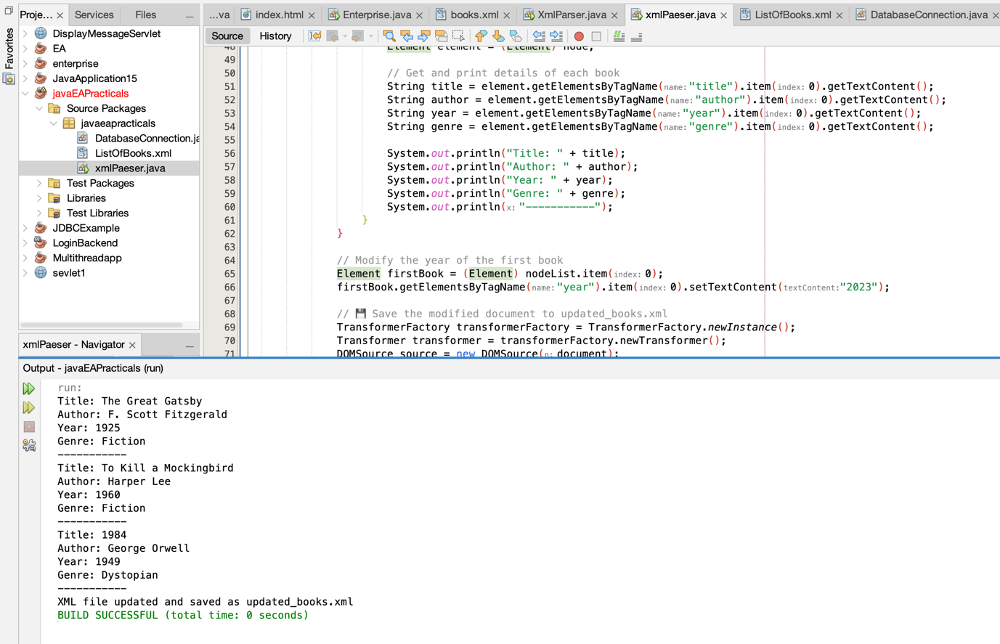 Proje...
Services
Files
...va
index.html
Enterprise.java
books.xml
XmlParser.java
xmlPaeser.java
ListOfBooks.xml
DatabaseConnection.java
Favorites
DisplayMessageServlet
EA
enterprise
JavaApplication15
javaEAPracticals
Source Packages
javaeapracticals
DatabaseConnection.ja
ListOfBooks.xml
xmlPaeser.java
Test Packages
Libraries
Test Libraries
JDBCExample
LoginBackend
Multithreadapp
sevlet1
xmlPaeser - Navigator
Source
History
48 Element element = (Element) node;
49
50 // Get and print details of each book
51 String title = element.getElementsByTagName(name:"title").item(index: 0).getTextContent();
52 String author = element.getElementsByTagName(name:"author").item(index: 0).getTextContent();
53 String year = element.getElementsByTagName(name:"year").item(index: 0).getTextContent();
54 String genre = element.getElementsByTagName(name:"genre").item(index: 0).getTextContent();
55
56 System.out.println("Title: " + title);
57 System.out.println("Author: " + author);
58 System.out.println("Year: " + year);
59 System.out.println("Genre: " + genre);
60 System.out.println(x: "-----------");
61 }
62 }
63
64 // Modify the year of the first book
65 Element firstBook = (Element) nodeList.item(index: 0);
66 firstBook.getElementsByTagName(name:"year").item(index: 0).setTextContent(textContent:"2023");
67
68 // 💾 Save the modified document to updated_books.xml
69 TransformerFactory transformerFactory = TransformerFactory.newInstance();
70 Transformer transformer = transformerFactory.newTransformer();
71 DOMSource source = new DOMSource(n: document);
Output - javaEAPracticals (run)
run:
Title: The Great Gatsby
Author: F. Scott Fitzgerald
Year: 1925
Genre: Fiction
-----------
Title: To Kill a Mockingbird
Author: Harper Lee
Year: 1960
Genre: Fiction
-----------
Title: 1984
Author: George Orwell
Year: 1949
Genre: Dystopian
-----------
XML file updated and saved as updated_books.xml
BUILD SUCCESSFUL (total time: 0 seconds)